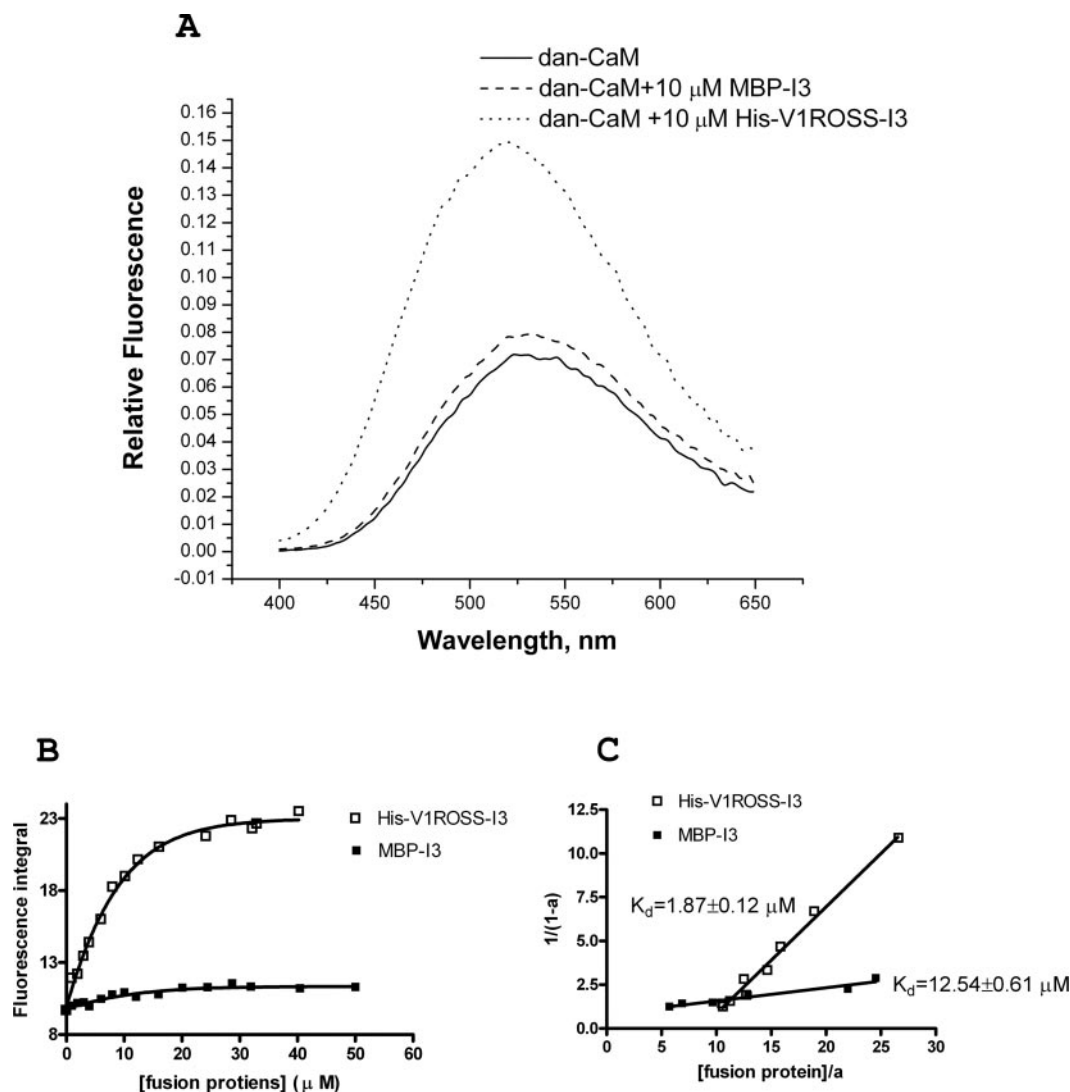 A
dan-CaM
dan-CaM+10 μM MBP-I3
dan-CaM +10 μM His-V1ROSS-I3
0.16
0.15
0.14
0.13
0.12
0.11
0.10
0.09
0.08
0.07
0.06
0.05
0.04
0.03
0.02
0.01
0.00
-0.01
Relative Fluorescence
400 450 500 550 600 650
Wavelength, nm
B
His-V1ROSS-I3
MBP-I3
23
18
13
8
Fluorescence integral
0 10 20 30 40 50 60
[fusion protiens] (μ M)
C
His-V1ROSS-I3
MBP-I3
12.5
10.0
7.5
5.0
2.5
0.0
1/(1-a)
Kd=1.87±0.12 μM
Kd=12.54±0.61 μM
0 5 10 15 20 25 30
[fusion protein]/a